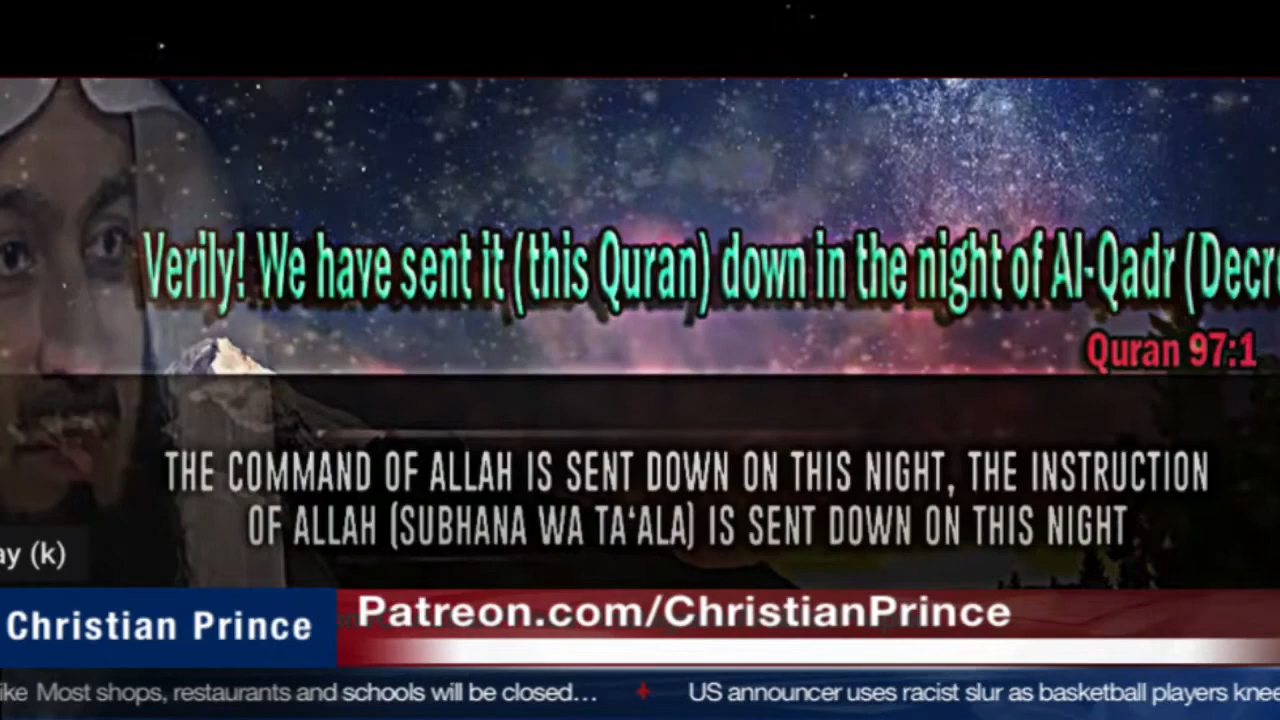 Verily! We have sent it (this Quran) down in the night of Al-Qadr (Decre
Quran 97:1
THE COMMAND OF ALLAH IS SENT DOWN ON THIS NIGHT, THE INSTRUCTION
OF ALLAH (SUBHANA WA TA‘ALA) IS SENT DOWN ON THIS NIGHT
ay (k)
Christian Prince
Patreon.com/ChristianPrince
ike Most shops, restaurants and schools will be closed... + US announcer uses racist slur as basketball players knee